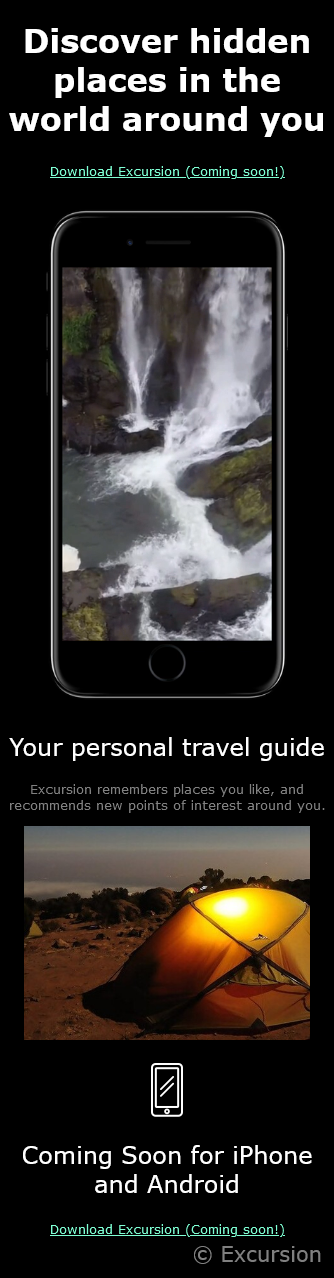 Discover hidden
places in the
world around you
Download Excursion (Coming soon!)
Your personal travel guide
Excursion remembers places you like, and
recommends new points of interest around you.
Coming Soon for iPhone
and Android
Download Excursion (Coming soon!)
© Excursion